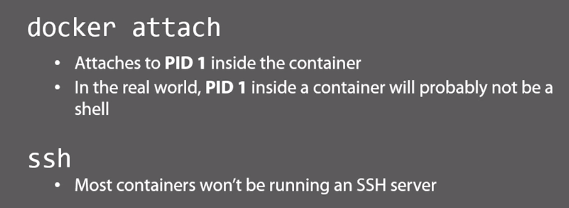 docker attach
• Attaches to PID 1 inside the container
• In the real world, PID 1 inside a container will probably not be a
shell
ssh
• Most containers won't be running an SSH server